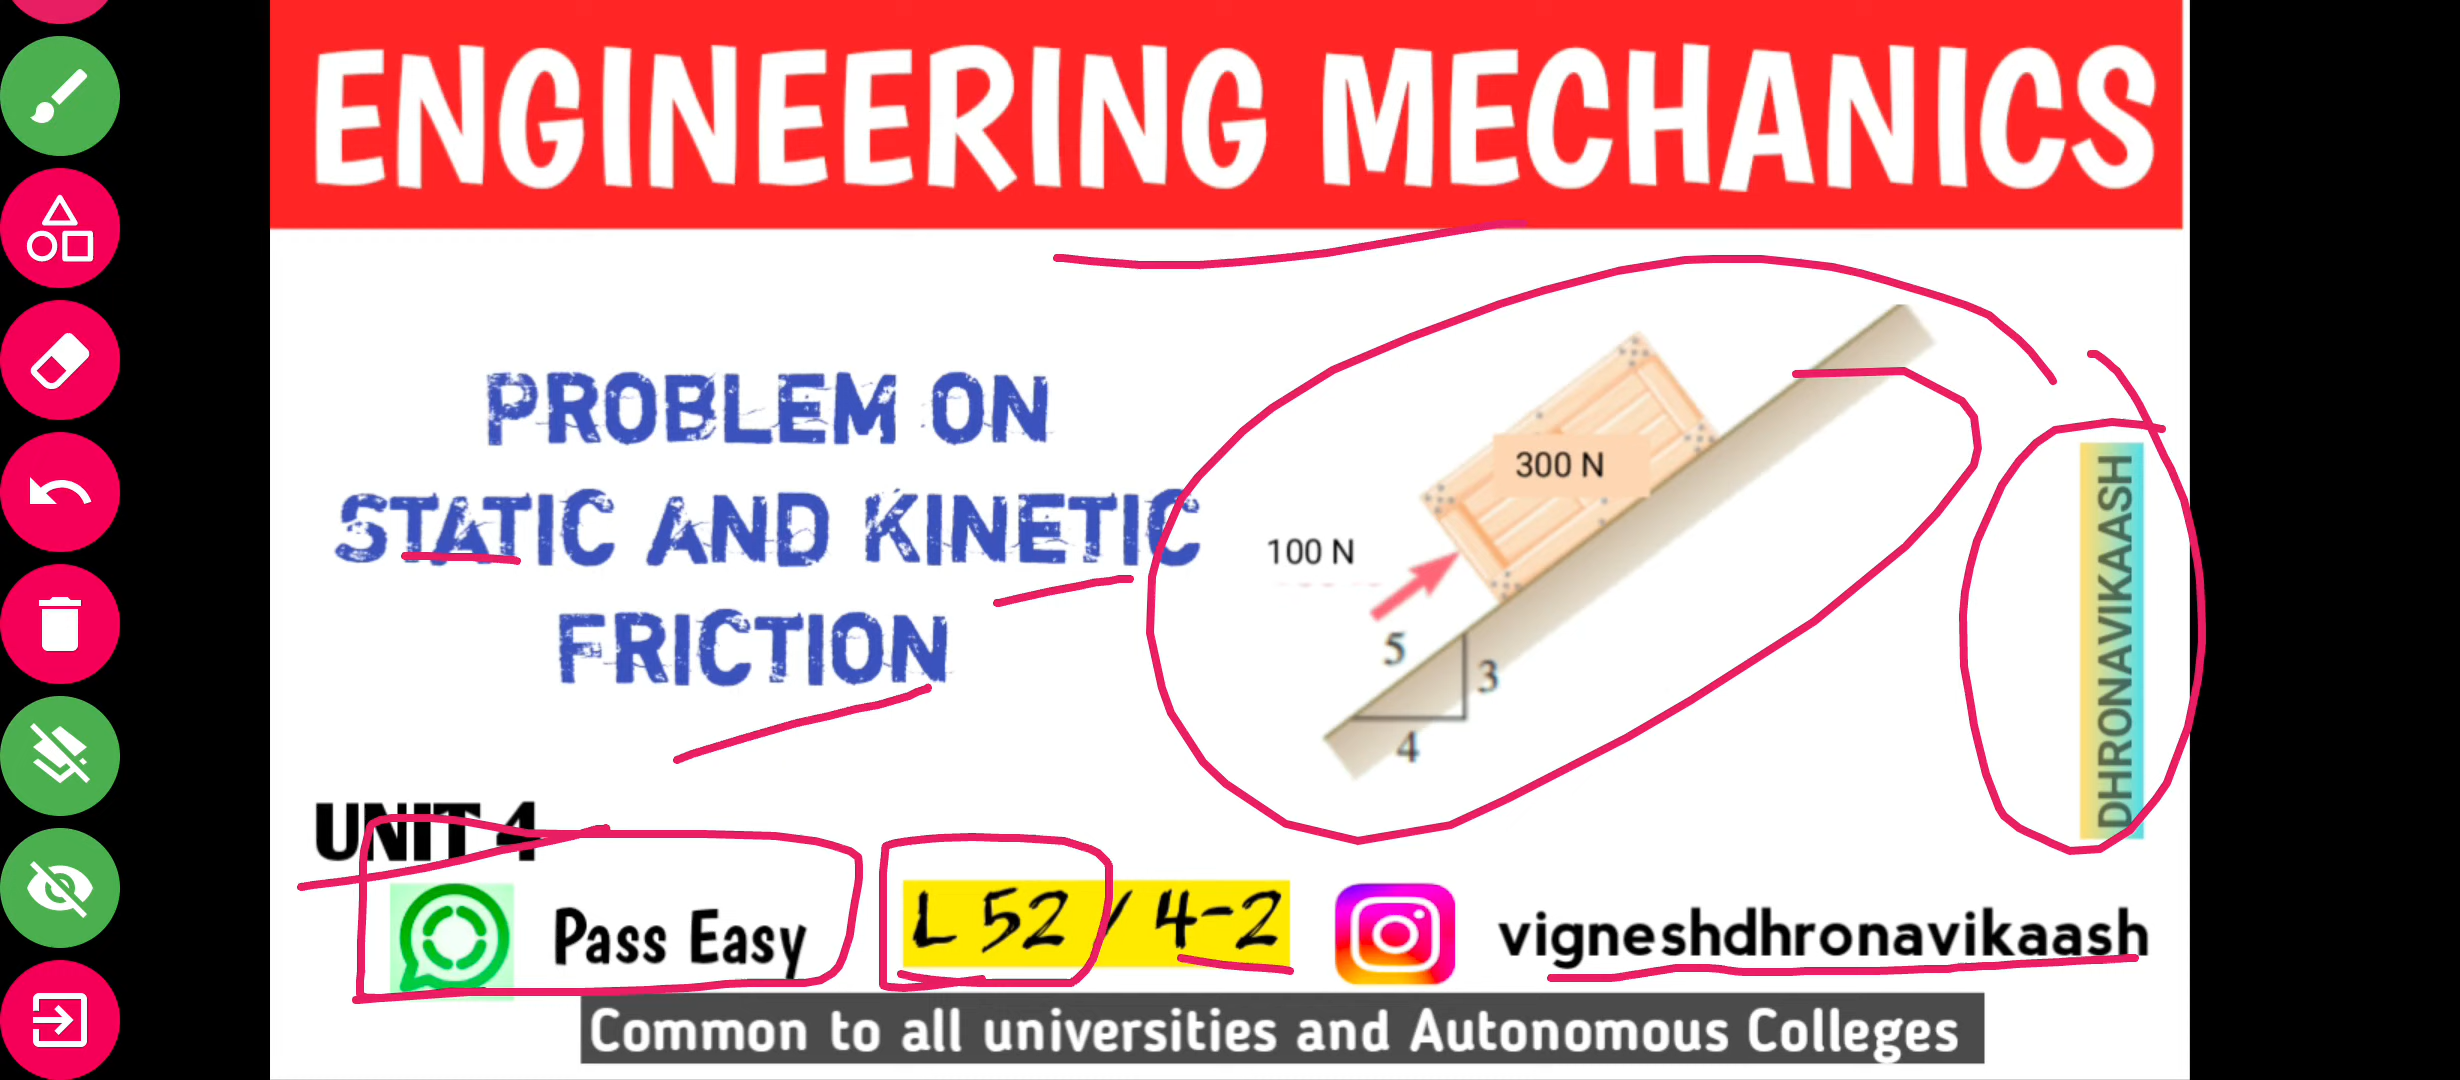 ENGINEERING MECHANICS
PROBLEM ON
STATIC AND KINETIC
FRICTION
300 N
100 N
5
3
4
DHRONAVIKAASH
UNIT 4
Pass Easy
L 52 / 4-2
vigneshdhronavikaash
Common to all universities and Autonomous Colleges